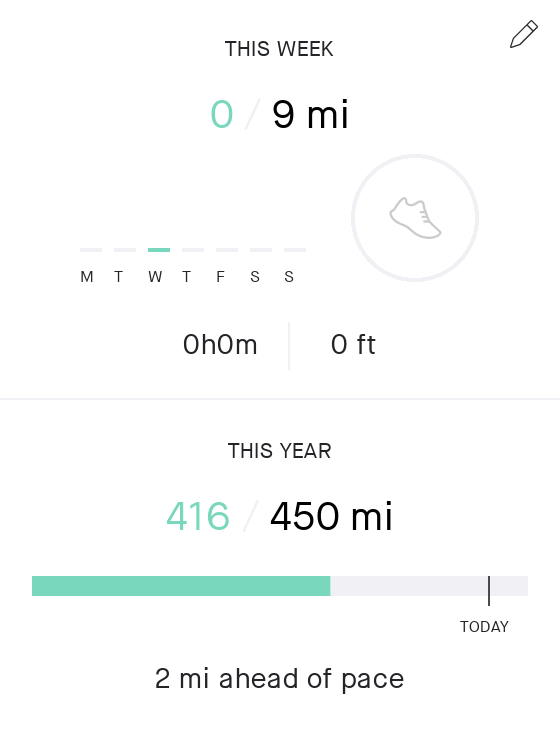 THIS WEEK
0 / 9 mi
M T W T F S S
0h0m 0 ft
THIS YEAR
416 / 450 mi
TODAY
2 mi ahead of pace